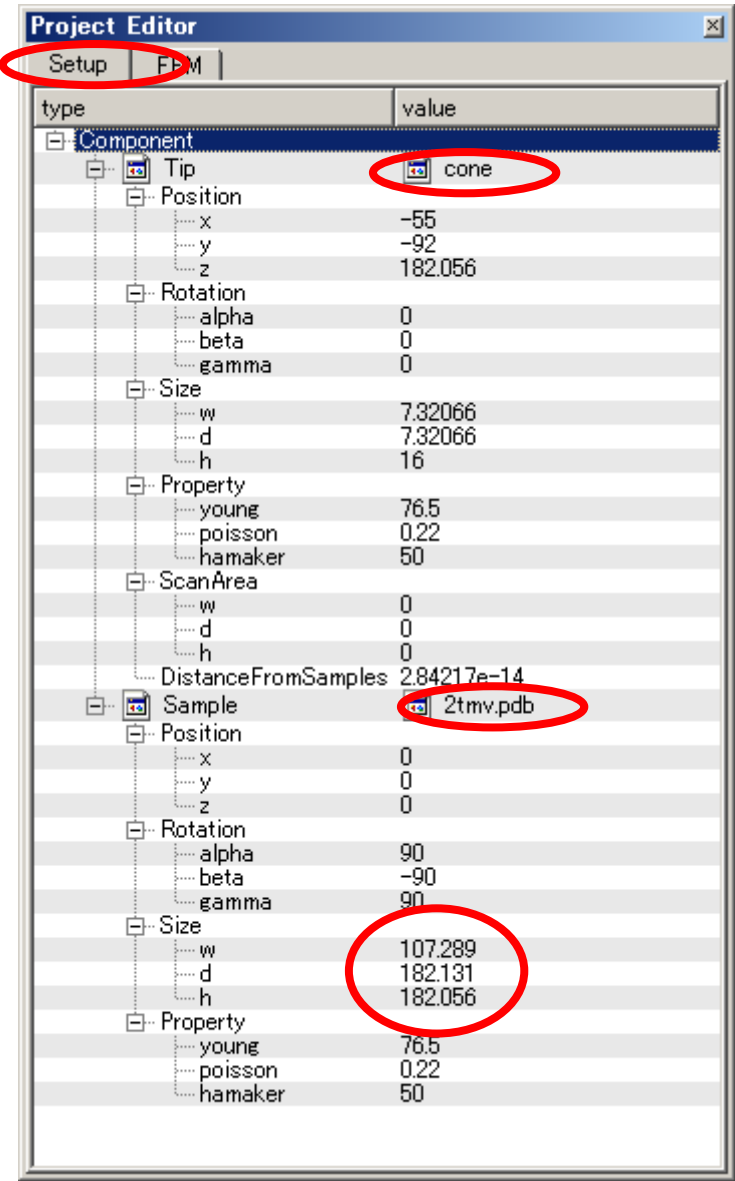 Project Editor
Setup
type value
Component
Tip cone
Position
x -55
y -92
z 182.056
Rotation
alpha 0
beta 0
gamma 0
Size
w 7.32066
d 7.32066
h 16
Property
young 76.5
poisson 0.22
hamaker 50
ScanArea
w 0
d 0
h 0
DistanceFromSamples 2.84217e-14
Sample 2tmv.pdb
Position
x 0
y 0
z 0
Rotation
alpha 90
beta -90
gamma 90
Size
w 107.289
d 182.131
h 182.056
Property
young 76.5
poisson 0.22
hamaker 50